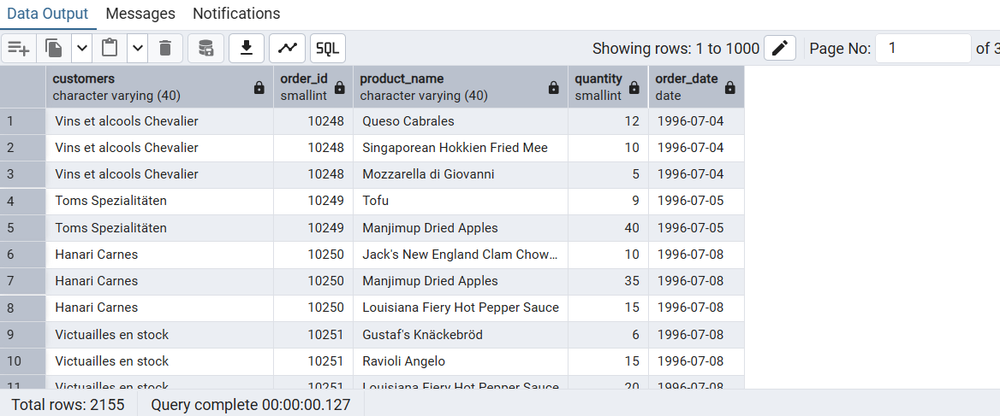 Data Output Messages Notifications
SQL Showing rows: 1 to 1000 Page No: 1 of 3
customers order_id product_name quantity order_date
character varying (40) smallint character varying (40) smallint date
1 Vins et alcools Chevalier 10248 Queso Cabrales 12 1996-07-04
2 Vins et alcools Chevalier 10248 Singaporean Hokkien Fried Mee 10 1996-07-04
3 Vins et alcools Chevalier 10248 Mozzarella di Giovanni 5 1996-07-04
4 Toms Spezialitäten 10249 Tofu 9 1996-07-05
5 Toms Spezialitäten 10249 Manjimup Dried Apples 40 1996-07-05
6 Hanari Carnes 10250 Jack's New England Clam Chow… 10 1996-07-08
7 Hanari Carnes 10250 Manjimup Dried Apples 35 1996-07-08
8 Hanari Carnes 10250 Louisiana Fiery Hot Pepper Sauce 15 1996-07-08
9 Victuailles en stock 10251 Gustaf's Knäckebröd 6 1996-07-08
10 Victuailles en stock 10251 Ravioli Angelo 15 1996-07-08
11 Victuailles en stock 10251 Louisiana Fiery Hot Pepper Sauce 20 1996-07-08
Total rows: 2155 Query complete 00:00:00.127